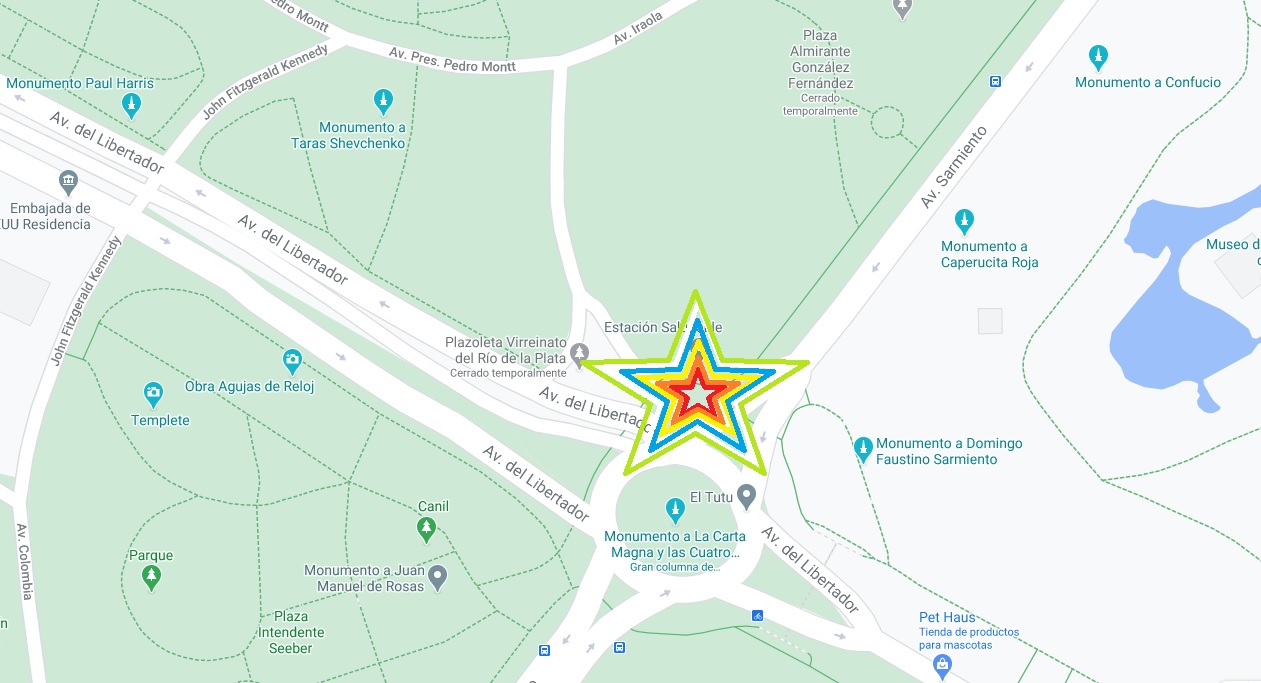 edro Montt
Av. Iraola
Av. Pres. Pedro Montt
John Fitzgerald Kennedy
Plaza
Almirante
González
Fernández
Cerrado
temporalmente
Monumento a Confucio
Monumento Paul Harris
Av. del Libertador
Monumento a
Taras Shevchenko
Av. Sarmiento
Embajada de
UU Residencia
Av. del Libertador
Monumento a
Caperucita Roja
Museo d
John Fitzgerald Kennedy
Estación Sal
le
Plazoleta Virreinato
del Río de la Plata
Cerrado temporalmente
Obra Agujas de Reloj
Templete
Av. del Libertadc
Monumento a Domingo
Faustino Sarmiento
Av. del Libertador
El Tutu
Canil
Monumento a La Carta
Magna y las Cuatro...
Gran columna de...
Av. del Libertador
Av. Colombia
Parque
Monumento a Juan
Manuel de Rosas
Plaza
Intendente
Seeber
n
Pet Haus
Tienda de productos
para mascotas